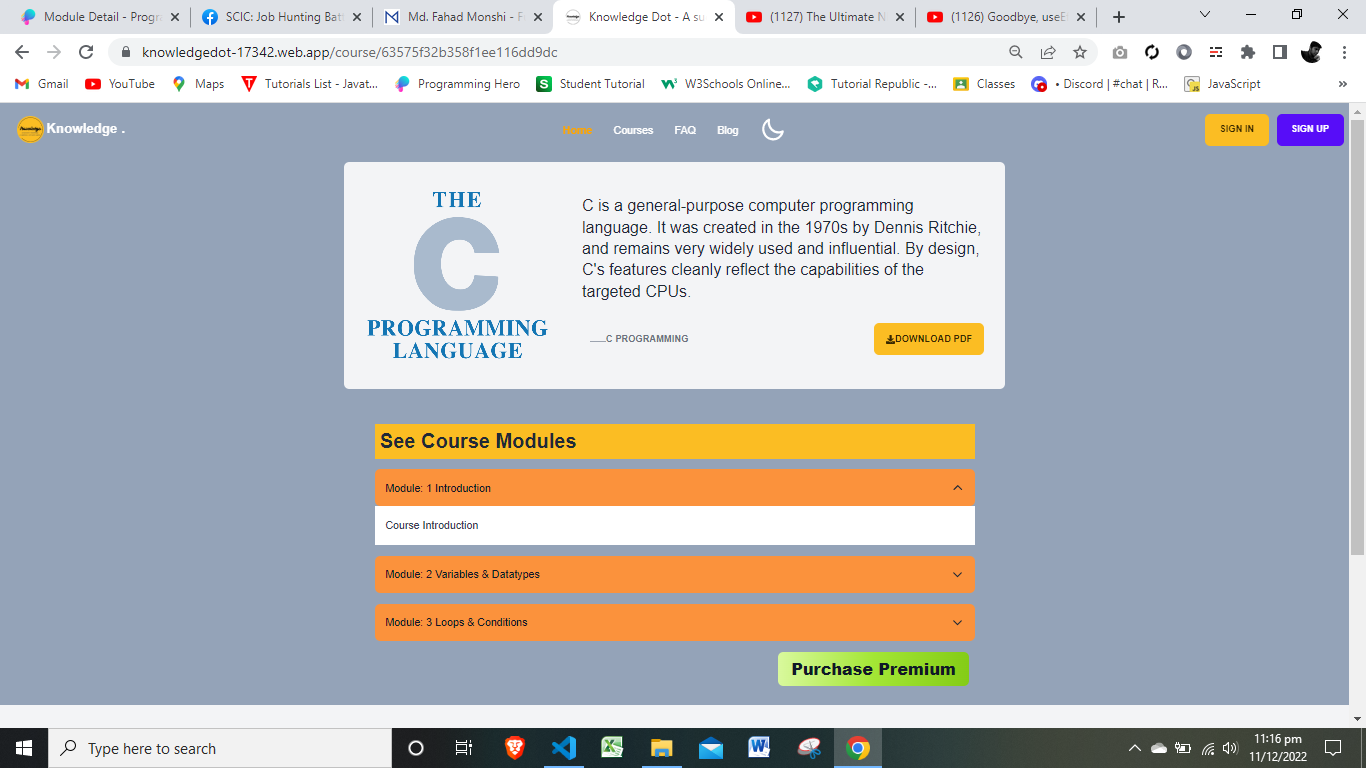 Module Detail - Progra
SCIC: Job Hunting Bat
Md. Fahad Monshi - F
Knowledge Dot - A su
(1127) The Ultimate N
(1126) Goodbye, useE
knowledgedot-17342.web.app/course/63575f32b358f1ee116dd9dc
Gmail
YouTube
Maps
Tutorials List - Javat...
Programming Hero
Student Tutorial
W3Schools Online...
Tutorial Republic -...
Classes
• Discord | #chat | R...
JavaScript
»
Knowledge .
Home
Courses
FAQ
Blog
SIGN IN
SIGN UP
THE
C
PROGRAMMING
LANGUAGE
C is a general-purpose computer programming
language. It was created in the 1970s by Dennis Ritchie,
and remains very widely used and influential. By design,
C's features cleanly reflect the capabilities of the
targeted CPUs.
___C PROGRAMMING
DOWNLOAD PDF
See Course Modules
Module: 1 Introduction
Course Introduction
Module: 2 Variables & Datatypes
Module: 3 Loops & Conditions
Purchase Premium
Type here to search
11:16 pm
11/12/2022